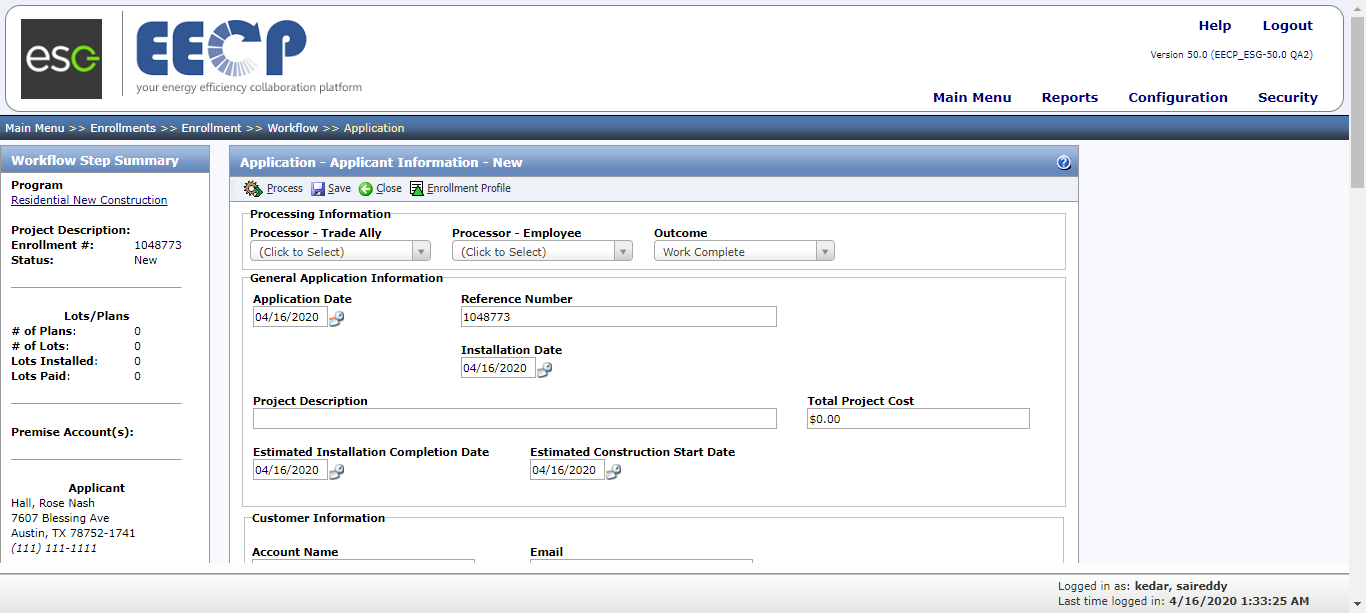 esg
EECP
your energy efficiency collaboration platform
Help Logout
Version 50.0 (EECP_ESG-50.0 QA2)
Main Menu Reports Configuration Security
Main Menu >> Enrollments >> Enrollment >> Workflow >> Application
Workflow Step Summary
Program
Residential New Construction
Project Description:
Enrollment #: 1048773
Status: New
Lots/Plans
# of Plans: 0
# of Lots: 0
Lots Installed: 0
Lots Paid: 0
Premise Account(s):
Applicant
Hall, Rose Nash
7607 Blessing Ave
Austin, TX 78752-1741
(111) 111-1111
Application - Applicant Information - New
?
Process Save Close Enrollment Profile
Processing Information
Processor - Trade Ally Processor - Employee Outcome
(Click to Select) (Click to Select) Work Complete
General Application Information
Application Date Reference Number
04/16/2020 1048773
Installation Date
04/16/2020
Project Description Total Project Cost
$0.00
Estimated Installation Completion Date Estimated Construction Start Date
04/16/2020 04/16/2020
Customer Information
Account Name Email
Logged in as: kedar, saireddy
Last time logged in: 4/16/2020 1:33:25 AM